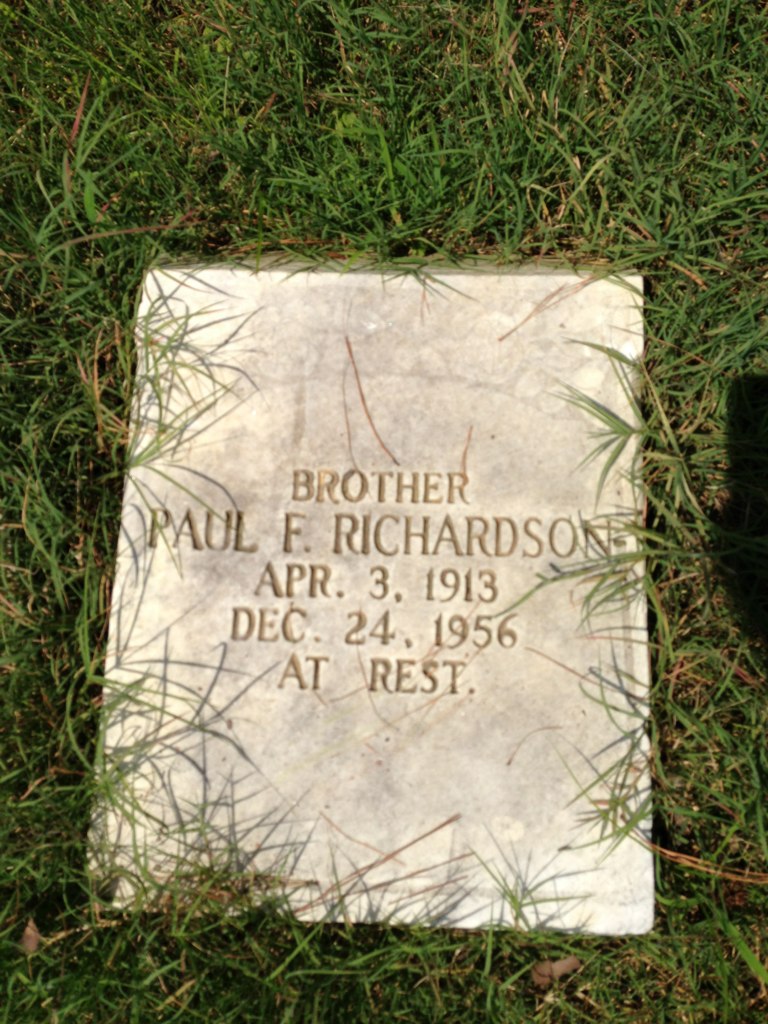 BROTHER
PAUL F. RICHARDSON
APR. 3, 1913
DEC. 24, 1956
AT REST.